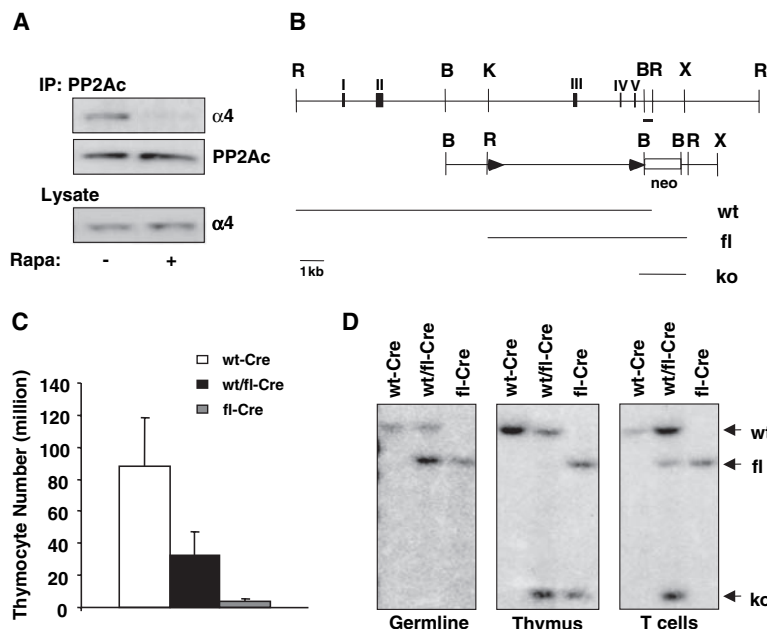 A
IP: PP2Ac
α4
PP2Ac
Lysate
α4
Rapa: - +
B
R I II B K III IV V B R X R
B R B B R X
neo
wt
fl
1kb
ko
C
wt-Cre
wt/fl-Cre
fl-Cre
Thymocyte Number (million)
140
120
100
80
60
40
20
0
D
wt-Cre wt/fl-Cre fl-Cre wt-Cre wt/fl-Cre fl-Cre wt-Cre wt/fl-Cre fl-Cre
wt
fl
ko
Germline Thymus T cells